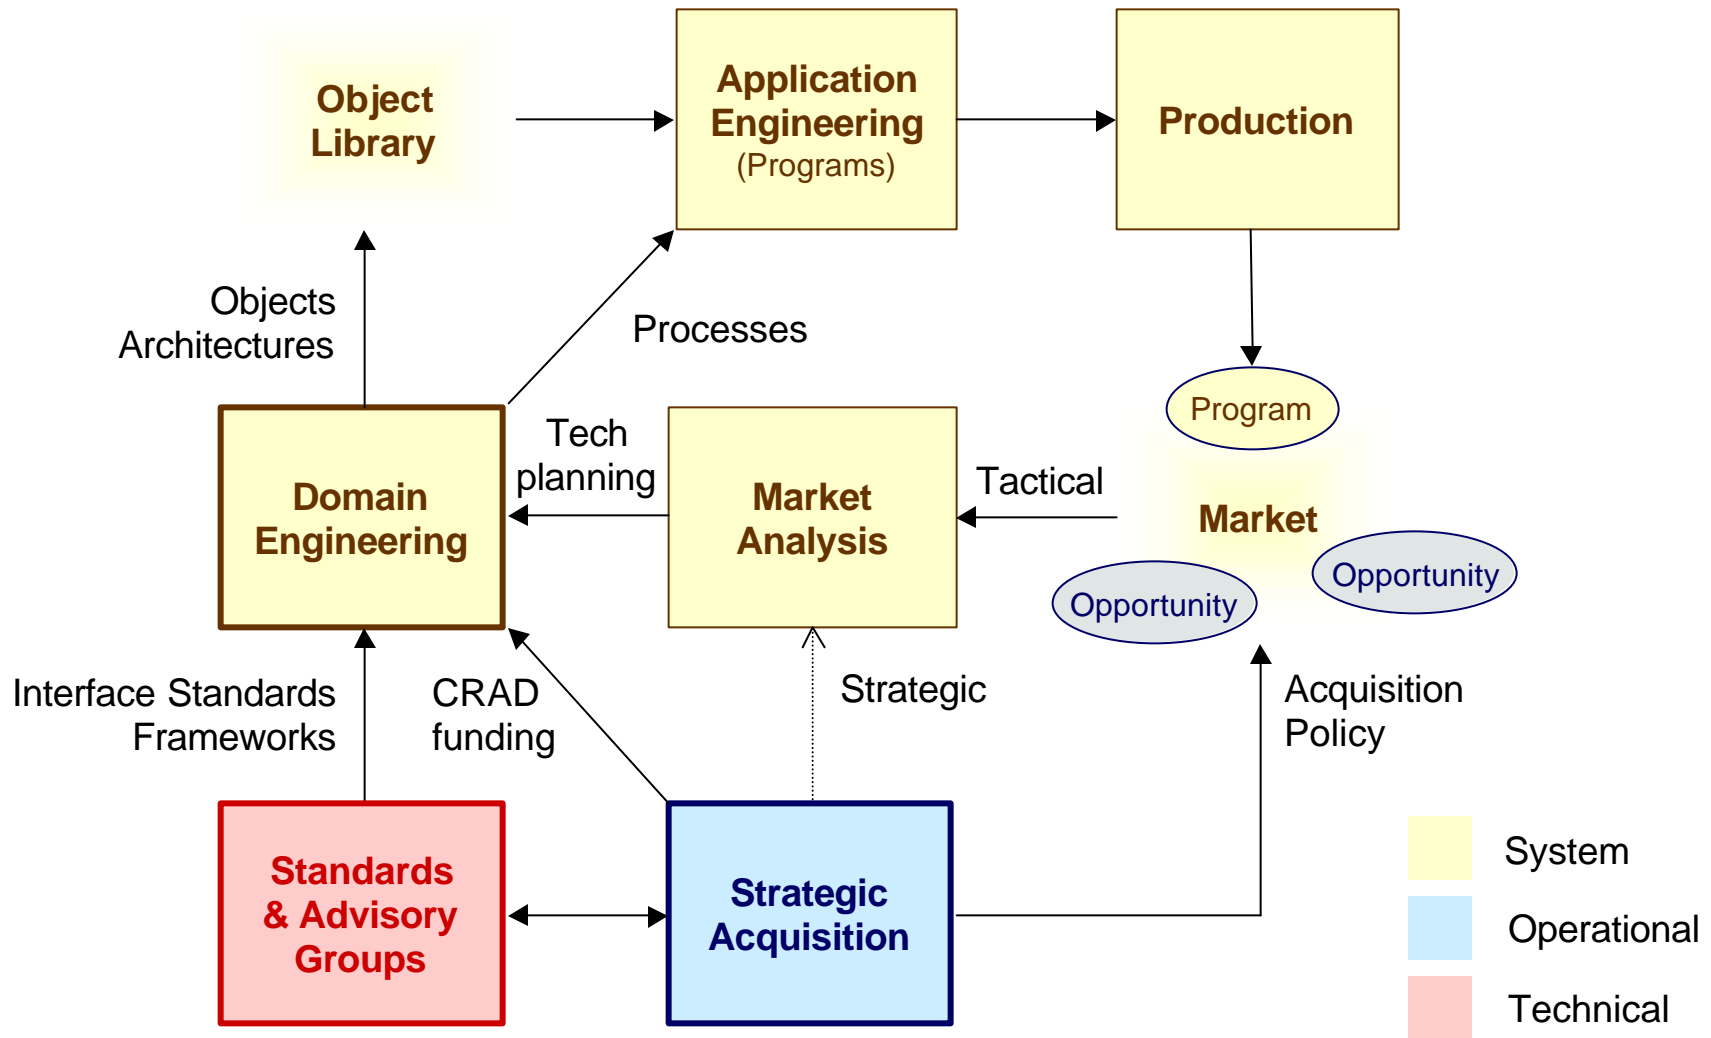 Object
Library
Application
Engineering
(Programs)
Production
Objects
Architectures
Processes
Program
Tech
planning
Domain
Engineering
Market
Analysis
Tactical
Market
Opportunity
Opportunity
Interface Standards
Frameworks
CRAD
funding
Strategic
Acquisition
Policy
Standards
& Advisory
Groups
Strategic
Acquisition
System
Operational
Technical